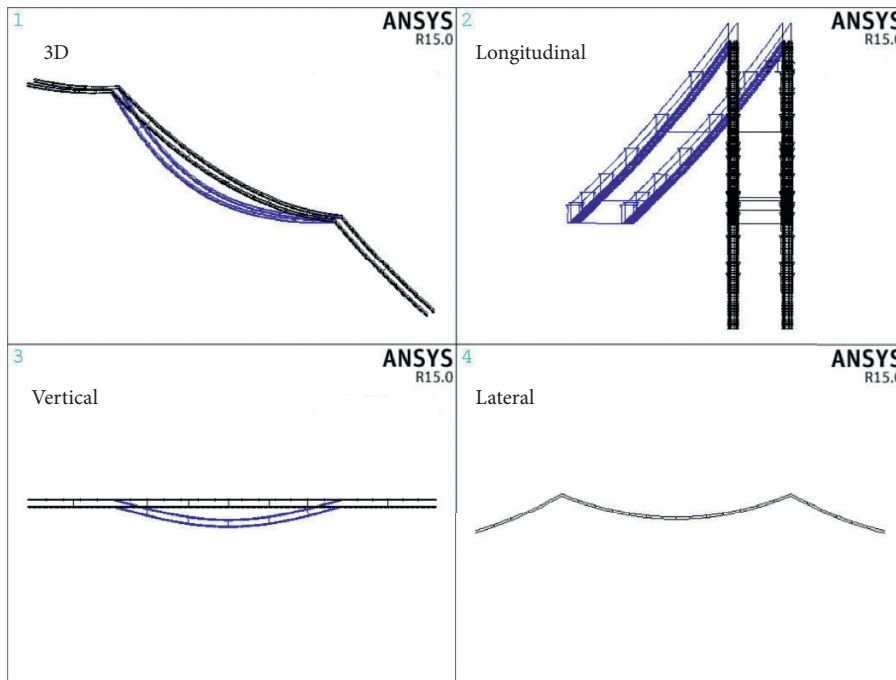 1
ANSYS
R15.0
3D
2
ANSYS
R15.0
Longitudinal
3
ANSYS
R15.0
Vertical
4
ANSYS
R15.0
Lateral